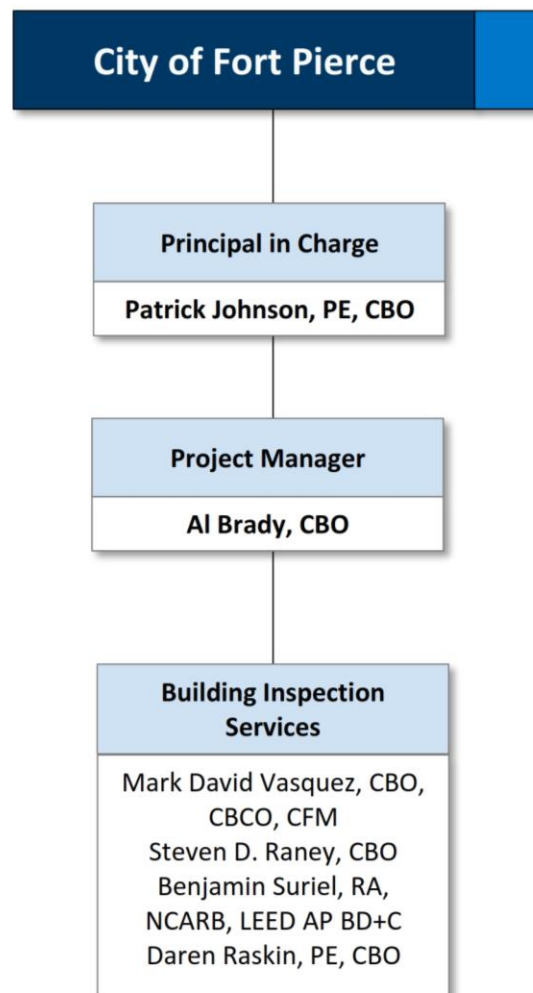 City of Fort Pierce
Principal in Charge
Patrick Johnson, PE, CBO
Project Manager
Al Brady, CBO
Building Inspection
Services
Mark David Vasquez, CBO,
CBCO, CFM
Steven D. Raney, CBO
Benjamin Suriel, RA,
NCARB, LEED AP BD+C
Daren Raskin, PE, CBO